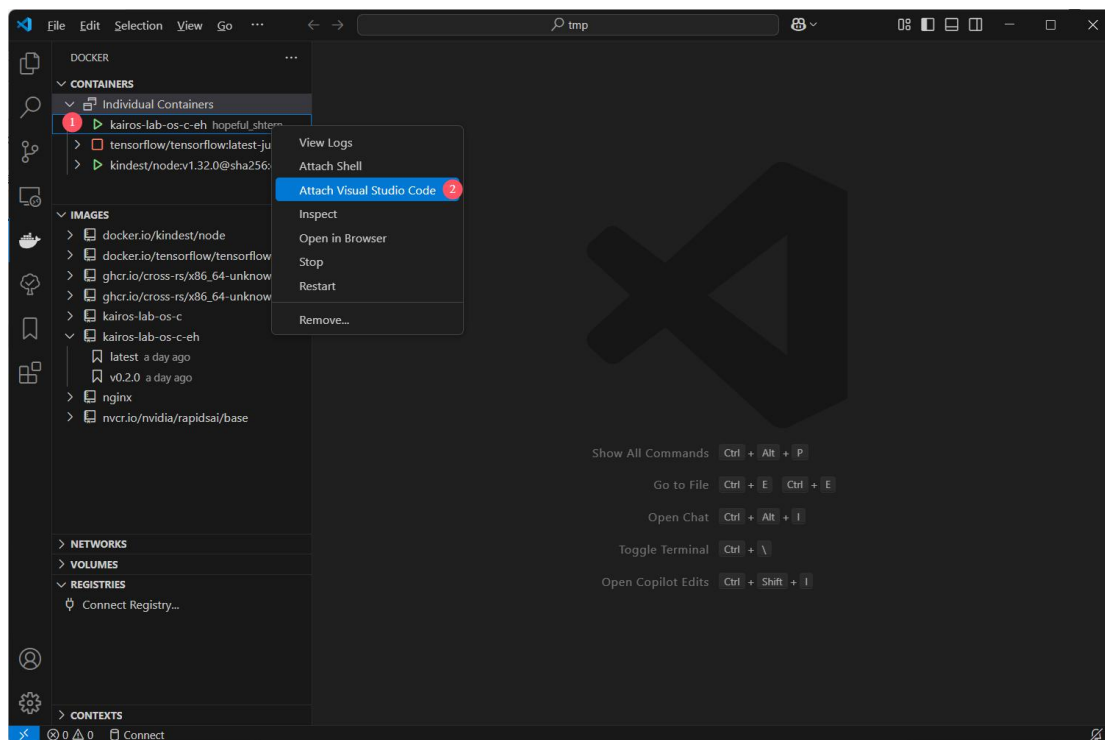 File Edit Selection View Go ···
tmp
DOCKER ···
CONTAINERS
Individual Containers
1
kairos-lab-os-c-eh hopeful_shtern
tensorflow/tensorflow:latest-ju
kindest/node:v1.32.0@sha256:
View Logs
Attach Shell
Attach Visual Studio Code 2
Inspect
Open in Browser
Stop
Restart
Remove...
IMAGES
docker.io/kindest/node
docker.io/tensorflow/tensorflow
ghcr.io/cross-rs/x86_64-unknow
ghcr.io/cross-rs/x86_64-unknow
kairos-lab-os-c
kairos-lab-os-c-eh
latest a day ago
v0.2.0 a day ago
nginx
nvcr.io/nvidia/rapidsai/base
NETWORKS
VOLUMES
REGISTRIES
Connect Registry...
CONTEXTS
Show All Commands Ctrl + Alt + P
Go to File Ctrl + E Ctrl + E
Open Chat Ctrl + Alt + I
Toggle Terminal Ctrl + \
Open Copilot Edits Ctrl + Shift + I
0 0 Connect